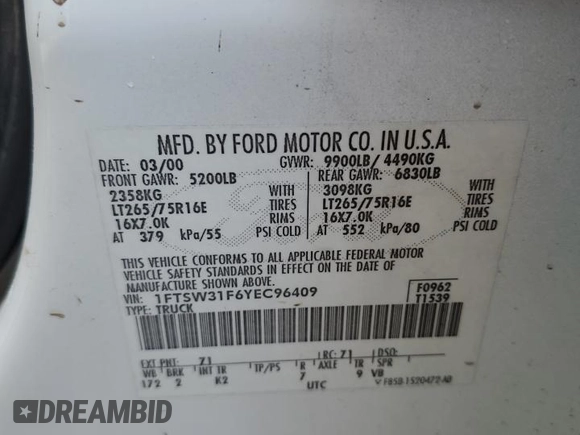 MFD. BY FORD MOTOR CO. IN U.S.A.
DATE: 03/00 GVWR: 9900LB/ 4490KG
FRONT GAWR: 5200LB REAR GAWR: 6830LB
2358KG WITH 3098KG WITH
LT265/75R16E TIRES LT265/75R16E TIRES
16X7.0K RIMS 16X7.0K RIMS
AT 379 kPa/55 PSI COLD AT 552 kPa/80 PSI COLD
THIS VEHICLE CONFORMS TO ALL APPLICABLE FEDERAL MOTOR
VEHICLE SAFETY STANDARDS IN EFFECT ON THE DATE OF
MANUFACTURE SHOWN ABOVE.
VIN: 1FTSW31F6YEC96409 F0962
TYPE: TRUCK T1539
EXT PNT: Z1 RC: 71 DSO:
WB BRK INT TR TP/PS R AXLE TR SPR
172 2 K2 7 9 VB
UTC F85B-1520472-AB
DREAMBID